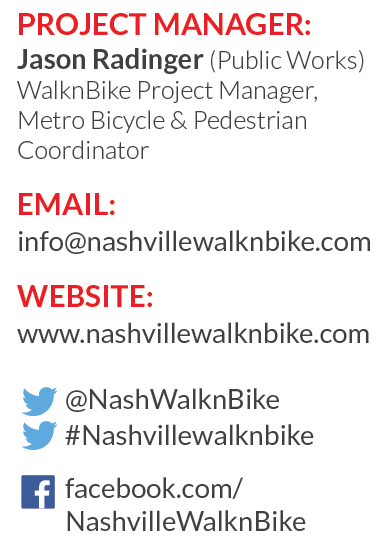 PROJECT MANAGER:
Jason Radinger (Public Works)
WalknBike Project Manager,
Metro Bicycle & Pedestrian
Coordinator
EMAIL:
info@nashvillewalknbike.com
WEBSITE:
www.nashvillewalknbike.com
@NashWalknBike
#Nashvillewalknbike
facebook.com/
NashvilleWalknBike